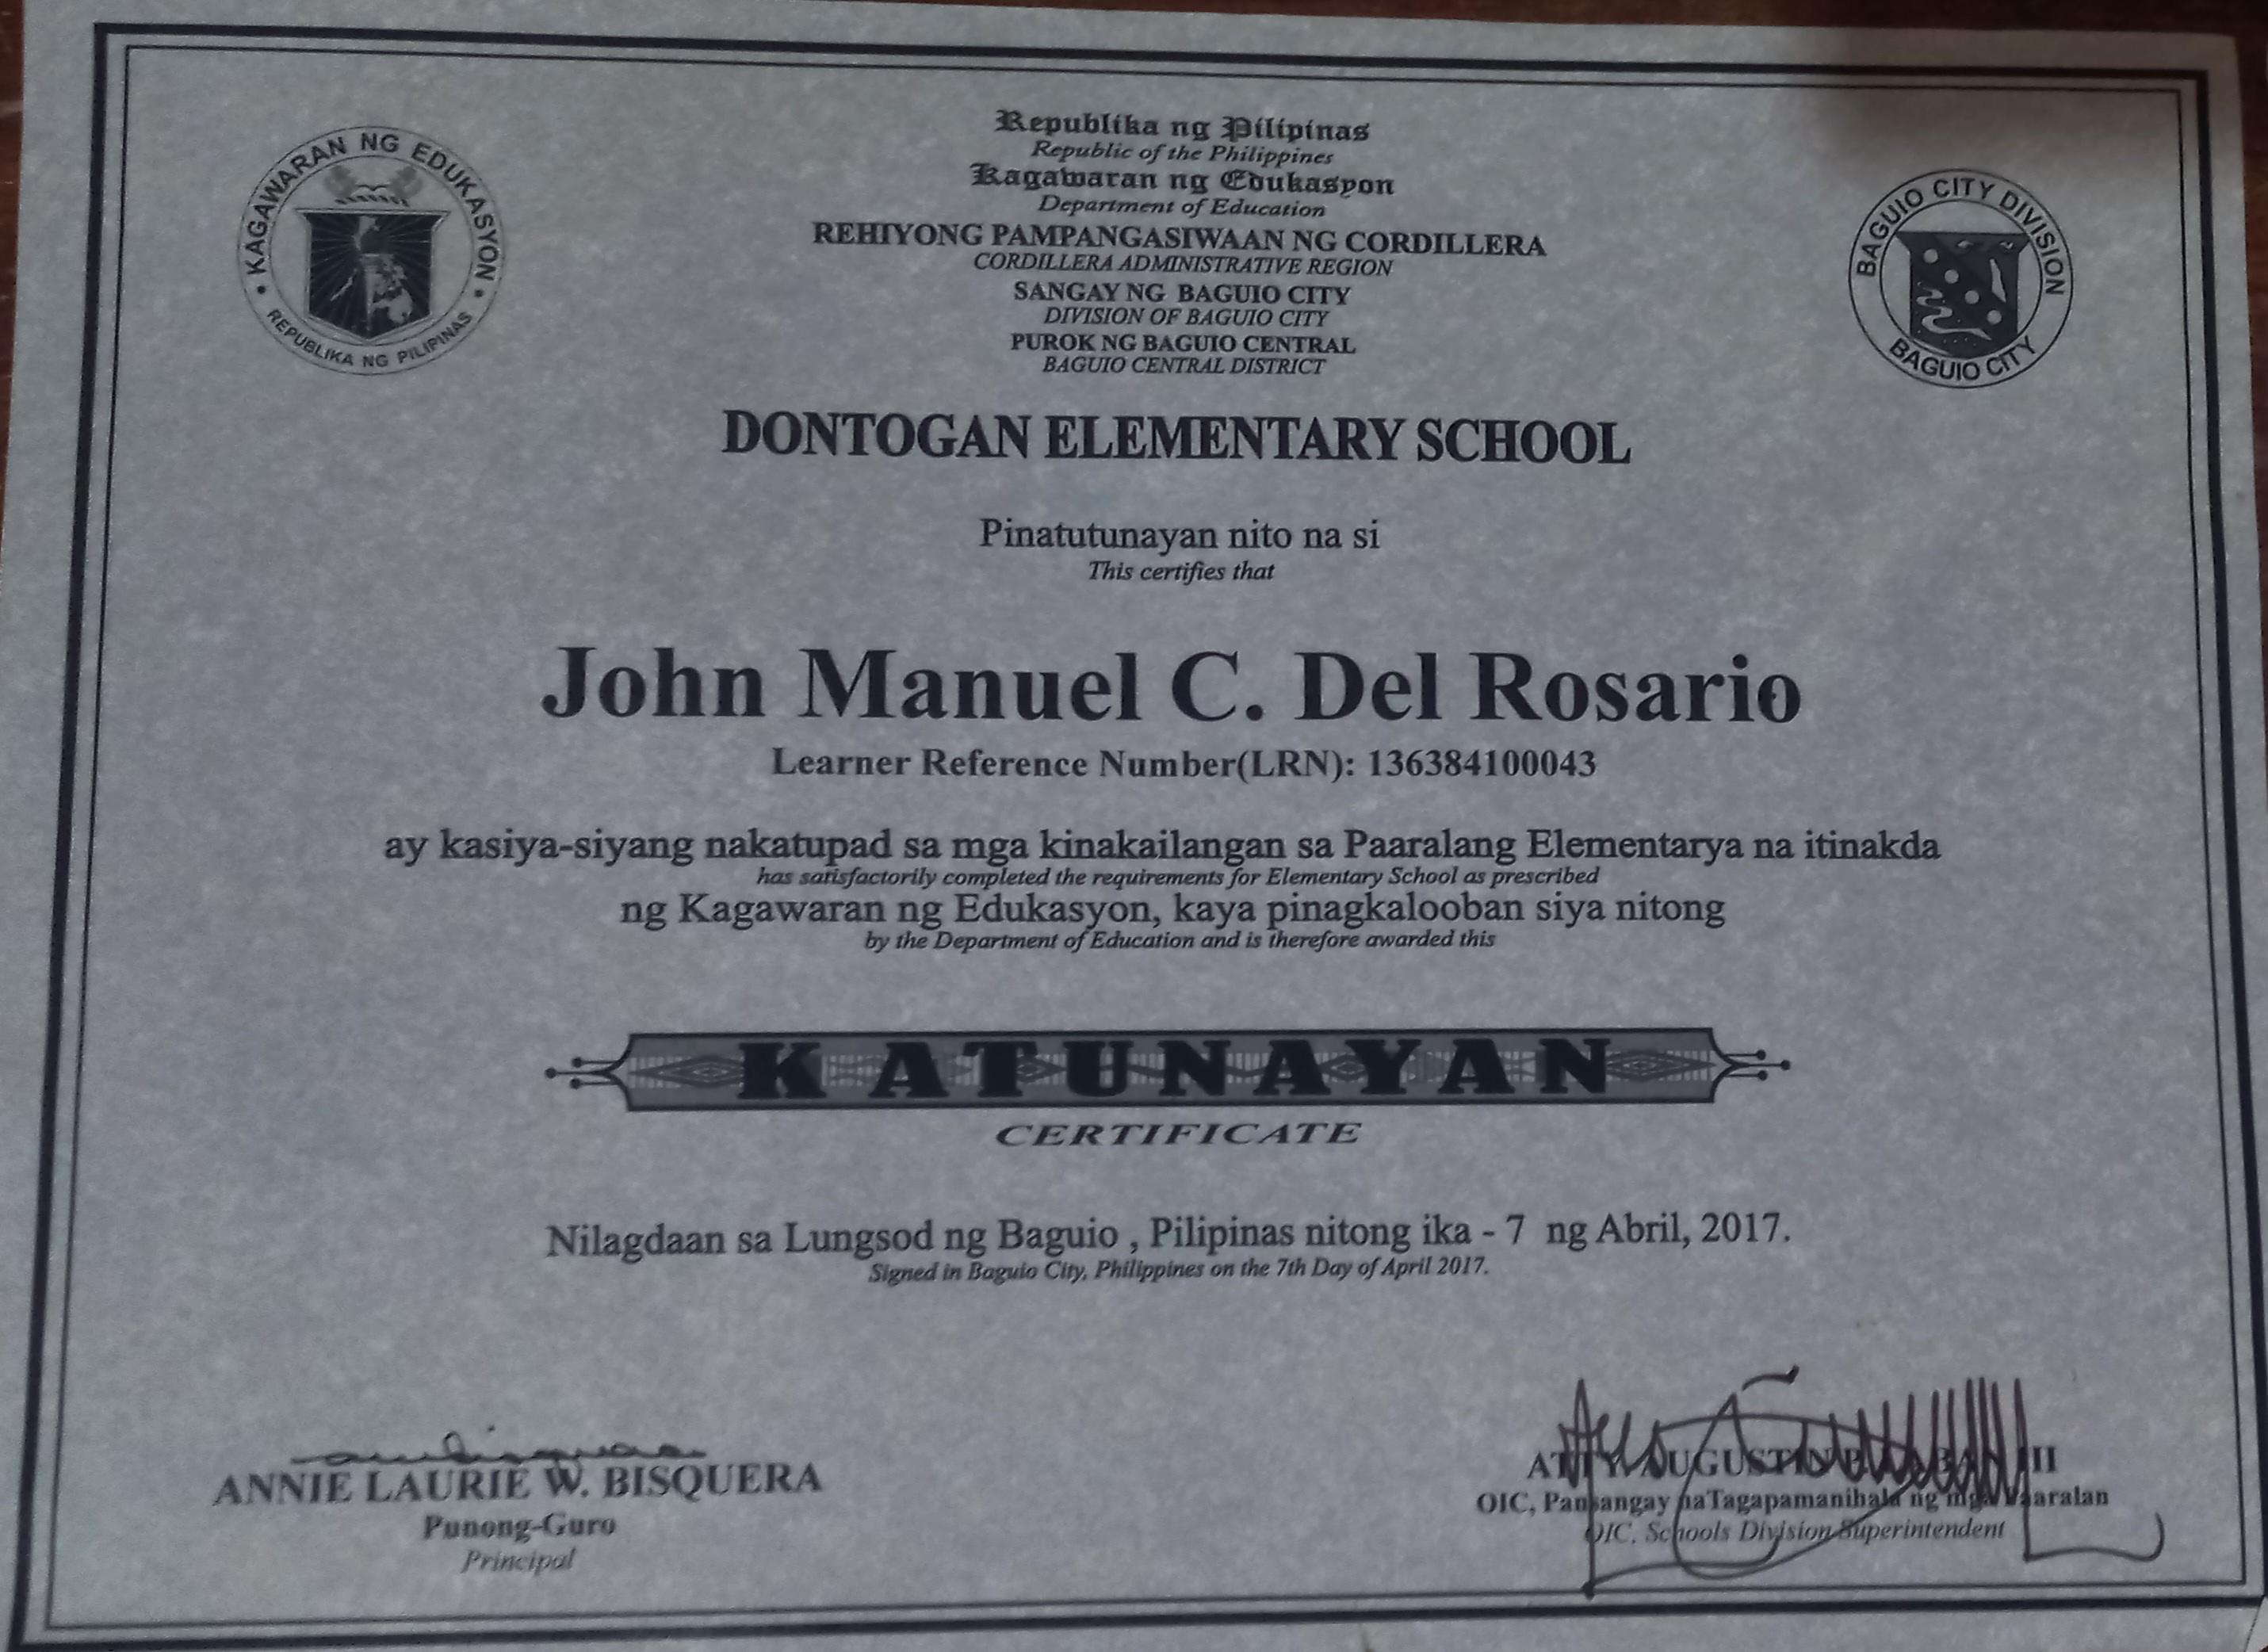 KAGAWARAN NG EDUKASYON
REPUBLIKA NG PILIPINAS
Republika ng Pilipinas
Republic of the Philippines
Kagawaran ng Edukasyon
Department of Education
REHIYONG PAMPANGASIWAAN NG CORDILLERA
CORDILLERA ADMINISTRATIVE REGION
SANGAY NG BAGUIO CITY
DIVISION OF BAGUIO CITY
PUROK NG BAGUIO CENTRAL
BAGUIO CENTRAL DISTRICT
BAGUIO CITY DIVISION
BAGUIO CITY
DONTOGAN ELEMENTARY SCHOOL
Pinatutunayan nito na si
This certifies that
John Manuel C. Del Rosario
Learner Reference Number(LRN): 136384100043
ay kasiya-siyang nakatupad sa mga kinakailangan sa Paaralang Elementarya na itinakda
has satisfactorily completed the requirements for Elementary School as prescribed
ng Kagawaran ng Edukasyon, kaya pinagkalooban siya nitong
by the Department of Education and is therefore awarded this
KATUNAYAN
CERTIFICATE
Nilagdaan sa Lungsod ng Baguio , Pilipinas nitong ika - 7 ng Abril, 2017.
Signed in Baguio City, Philippines on the 7th Day of April 2017.
ANNIE LAURIE W. BISQUERA
Punong-Guro
Principal
ATTY. AUGUSTIN III
OIC, Pansangay naTagapamanihala ng mga Paaralan
OIC, Schools Division Superintendent